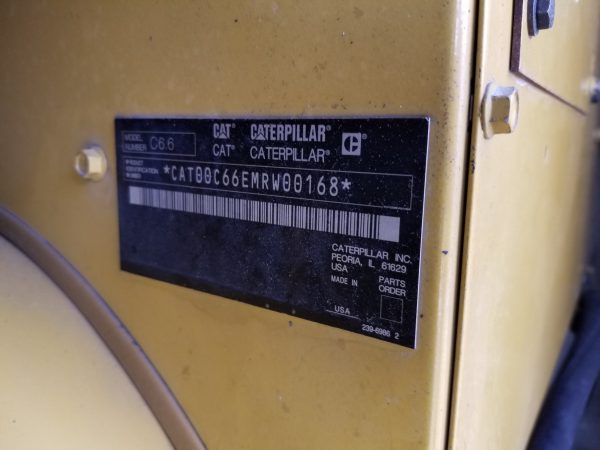 MODEL NUMBER C6.6
CAT® CATERPILLAR®
CAT® CATERPILLAR® C®
PRODUCT IDENTIFICATION NUMBER
*CAT00C66EMRW00168*
CATERPILLAR INC.
PEORIA, IL 61629
USA
MADE IN
USA
PARTS ORDER
239-6986 2